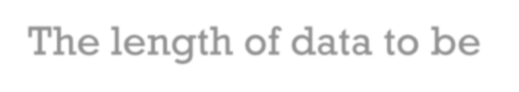 The length of data to be